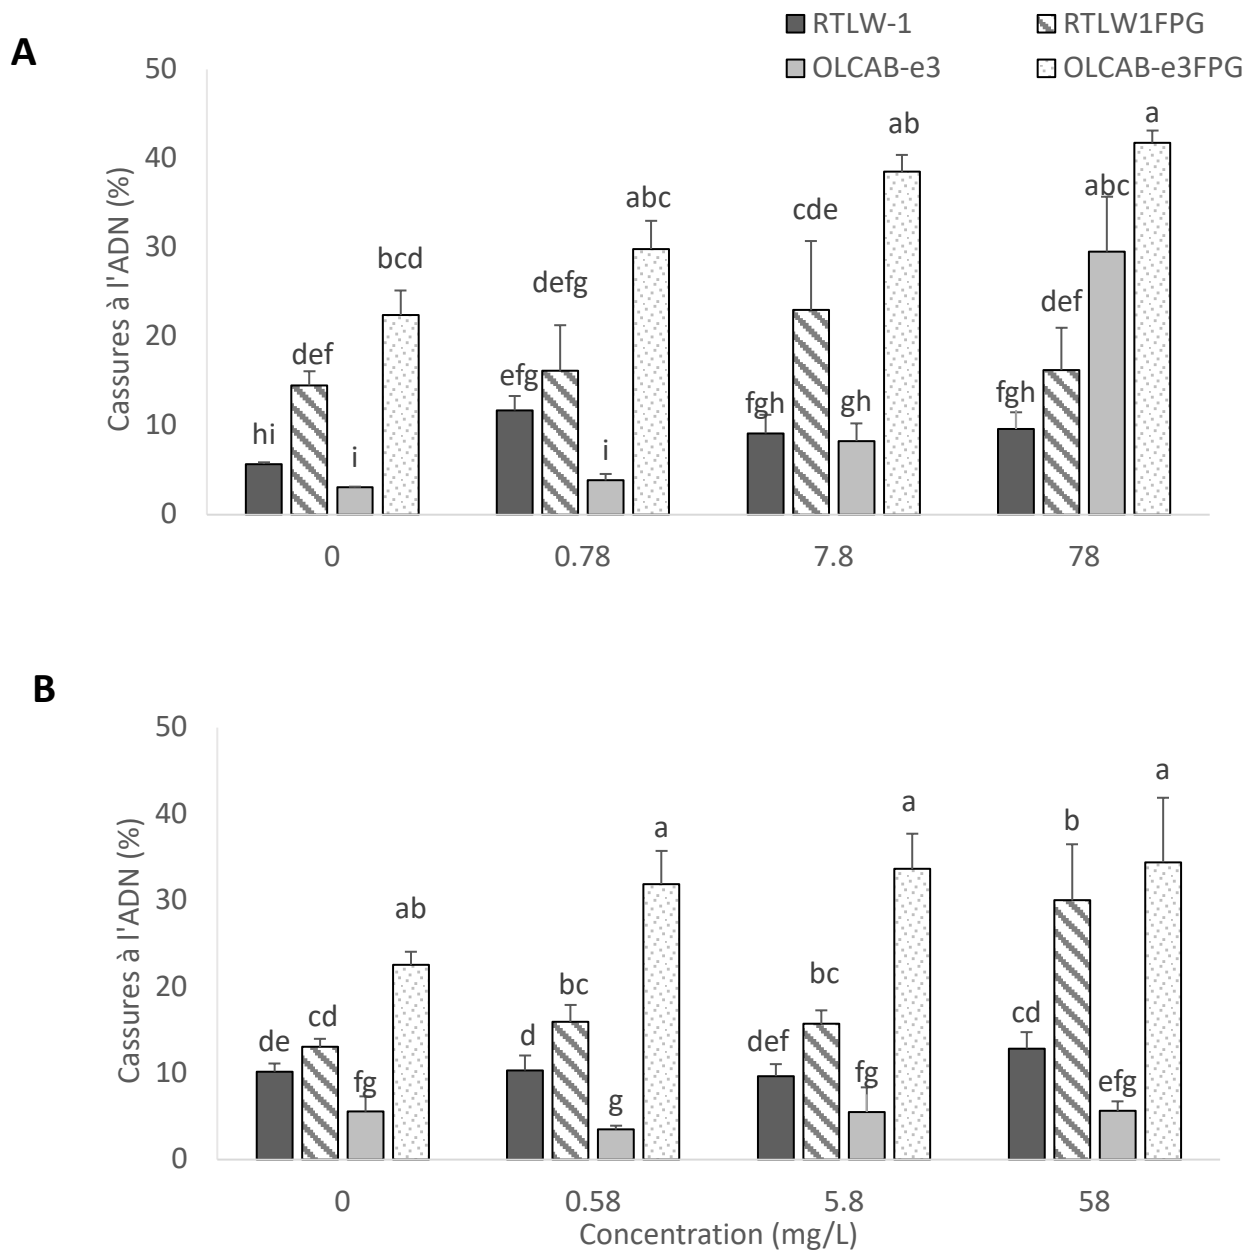 RTLW-1 RTLW1FPG
A
OLCAB-e3 OLCAB-e3FPG
50
40
30
20
10
0
Cassures à l'ADN (%)
hi def i bcd
efg defg i abc
fgh cde gh ab
fgh def abc a
0 0.78 7.8 78
B
50
40
30
20
10
0
Cassures à l'ADN (%)
de cd fg ab
d bc g a
def bc fg a
cd b efg a
0 0.58 5.8 58
Concentration (mg/L)